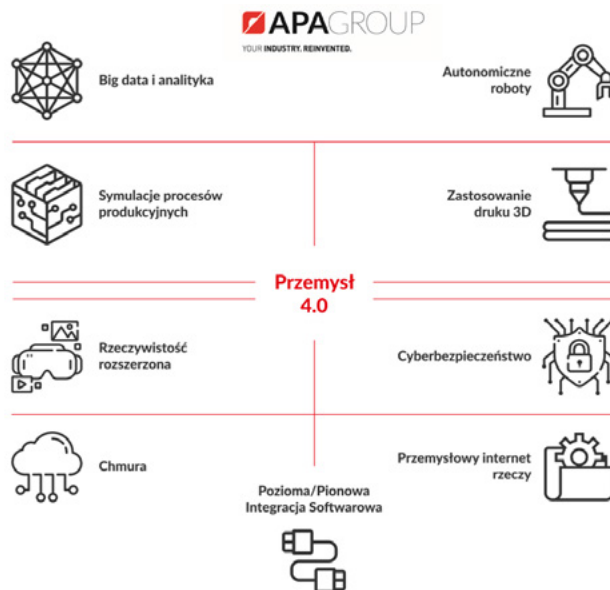 APAGROUP
YOUR INDUSTRY. REINVENTED.
Big data i analityka
Autonomiczne
roboty
Symulacje procesów
produkcyjnych
Zastosowanie
druku 3D
Przemysł
4.0
Rzeczywistość
rozszerzona
Cyberbezpieczeństwo
Chmura
Przemysłowy internet
rzeczy
Pozioma/Pionowa
Integracja Softwarowa